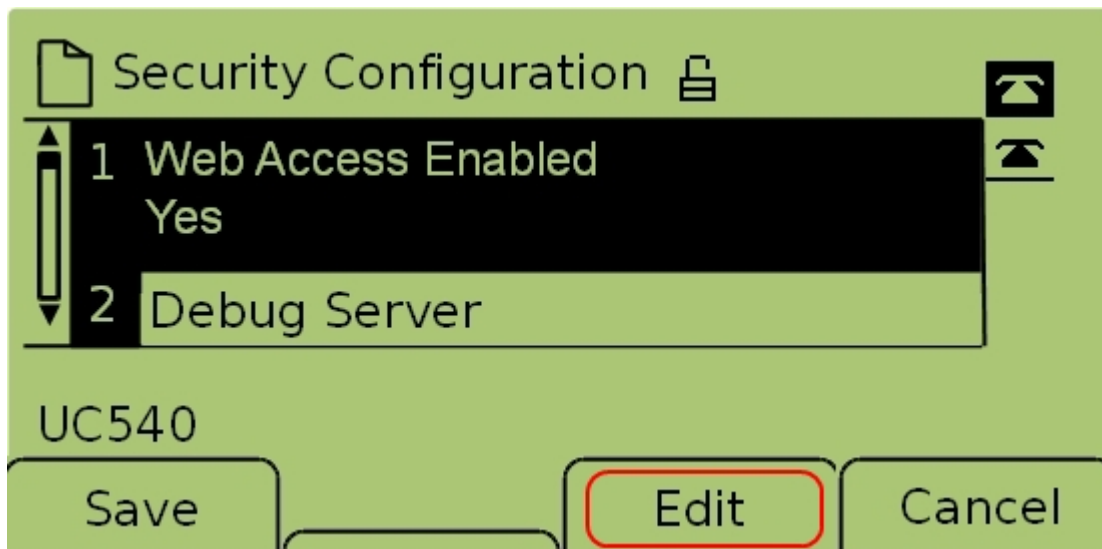 Security Configuration
1 Web Access Enabled
Yes
2 Debug Server
UC540
Save Edit Cancel